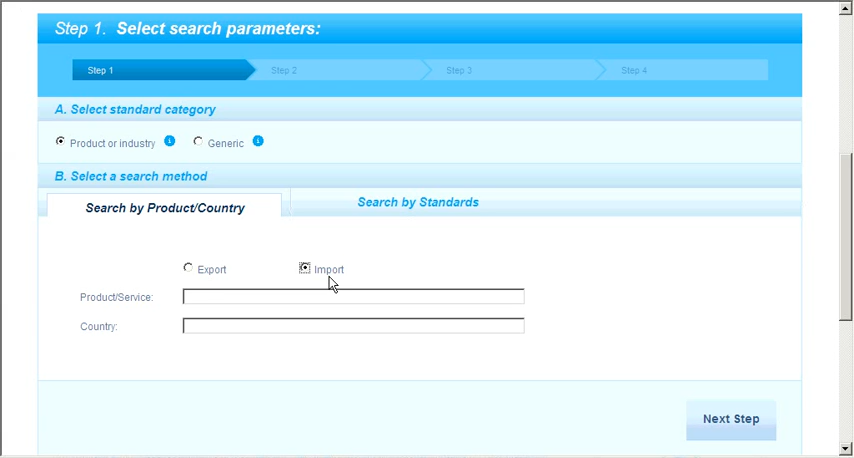 Step 1. Select search parameters:
Step 1 Step 2 Step 3 Step 4
A. Select standard category
Product or industry i Generic i
B. Select a search method
Search by Product/Country Search by Standards
Export Import
Product/Service:
Country:
Next Step